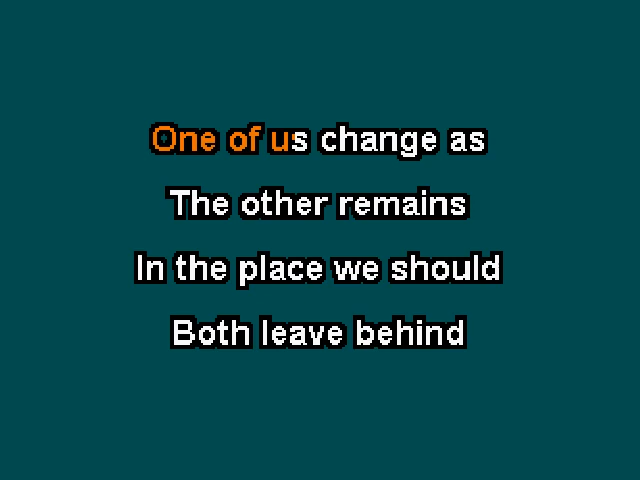 One of us change as
The other remains
In the place we should
Both leave behind